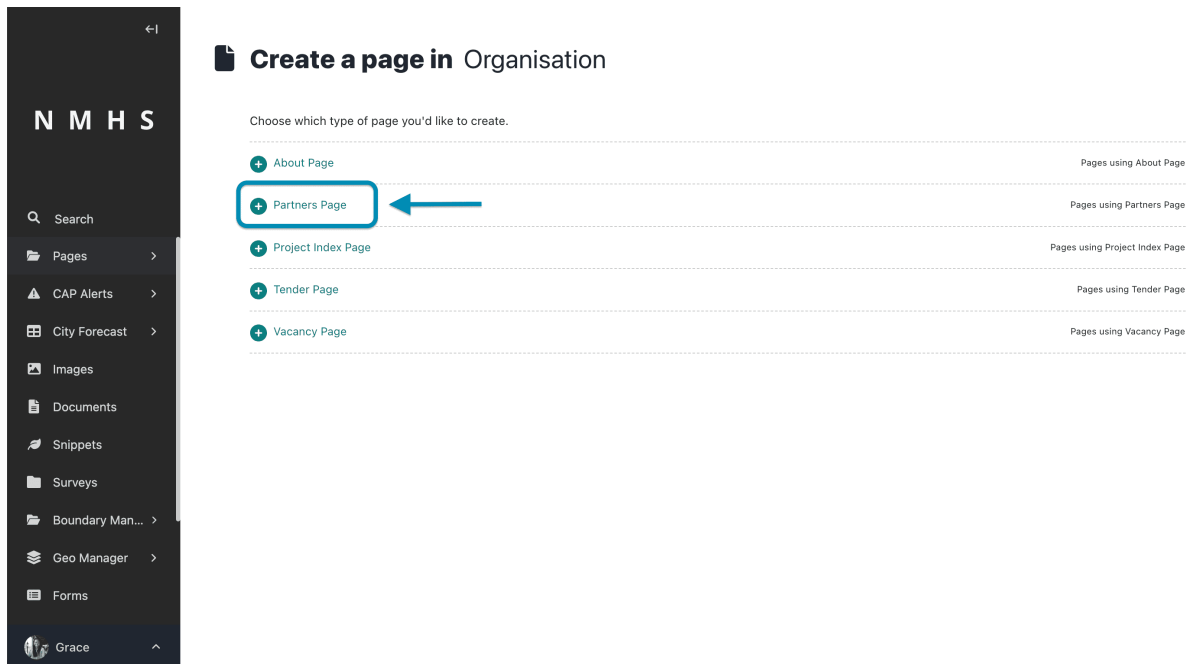 NMHS
Search
Pages
CAP Alerts
City Forecast
Images
Documents
Snippets
Surveys
Boundary Man...
Geo Manager
Forms
Grace
Create a page in Organisation
Choose which type of page you'd like to create.
About Page Pages using About Page
Partners Page Pages using Partners Page
Project Index Page Pages using Project Index Page
Tender Page Pages using Tender Page
Vacancy Page Pages using Vacancy Page